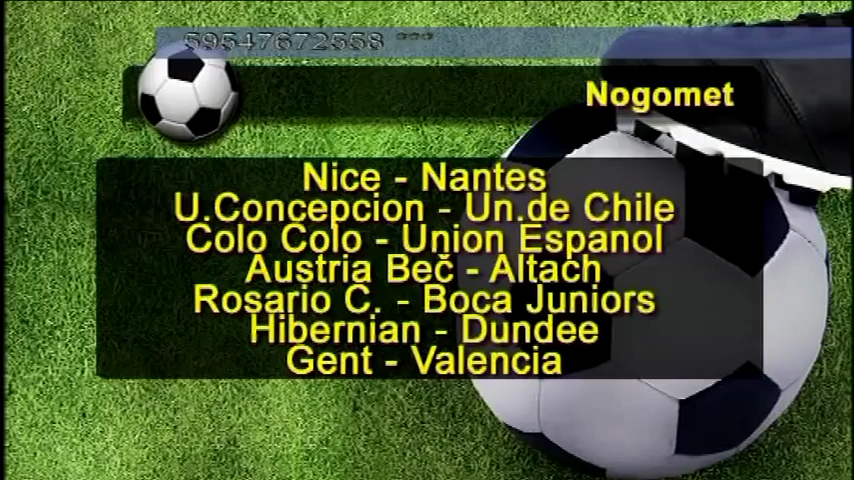 59547672558 ***
Nogomet
Nice - Nantes
U.Concepcion - Un.de Chile
Colo Colo - Union Espanol
Austria Beč - Altach
Rosario C. - Boca Juniors
Hibernian - Dundee
Gent - Valencia